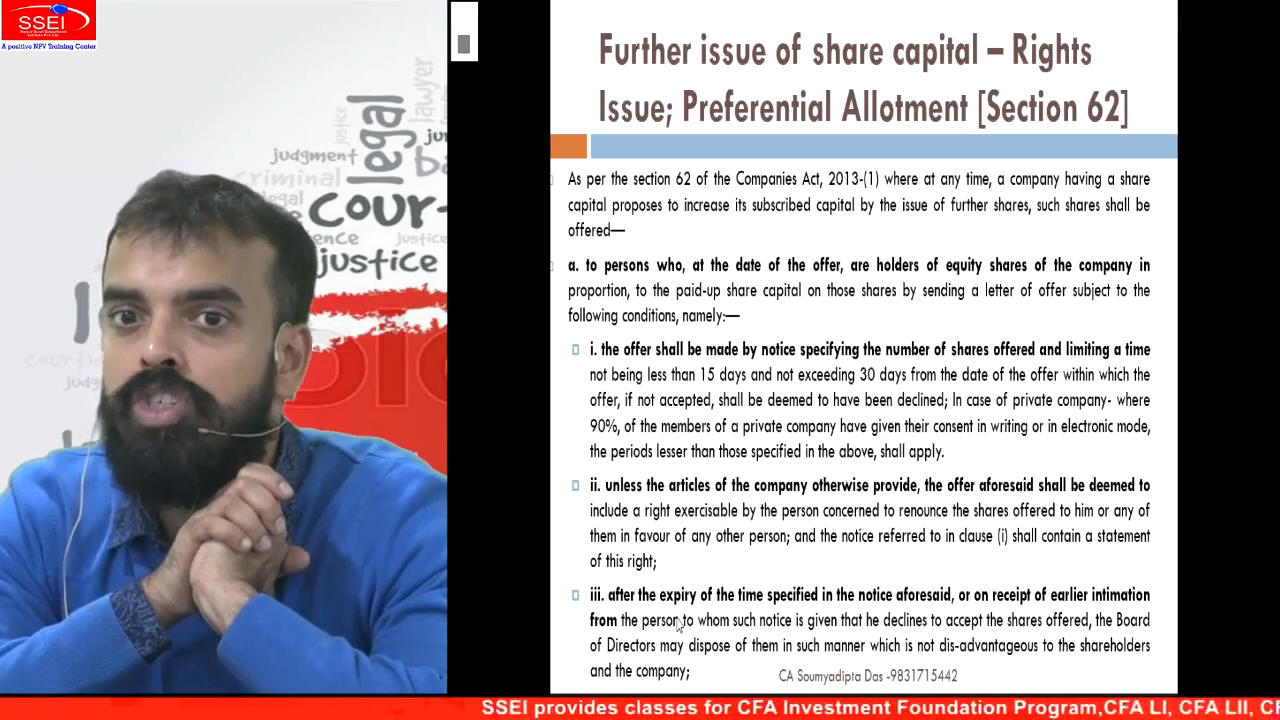 SSEI
A positive NPV Training Center
lawyer
justice
legal
judgment
criminal
legal
cour
justice
justice
Further issue of share capital – Rights
Issue; Preferential Allotment [Section 62]
As per the section 62 of the Companies Act, 2013-(1) where at any time, a company having a share
capital proposes to increase its subscribed capital by the issue of further shares, such shares shall be
offered—
a. to persons who, at the date of the offer, are holders of equity shares of the company in
proportion, to the paid-up share capital on those shares by sending a letter of offer subject to the
following conditions, namely:—
i. the offer shall be made by notice specifying the number of shares offered and limiting a time
not being less than 15 days and not exceeding 30 days from the date of the offer within which the
offer, if not accepted, shall be deemed to have been declined; In case of private company- where
90%, of the members of a private company have given their consent in writing or in electronic mode,
the periods lesser than those specified in the above, shall apply.
ii. unless the articles of the company otherwise provide, the offer aforesaid shall be deemed to
include a right exercisable by the person concerned to renounce the shares offered to him or any of
them in favour of any other person; and the notice referred to in clause (i) shall contain a statement
of this right;
iii. after the expiry of the time specified in the notice aforesaid, or on receipt of earlier intimation
from the person to whom such notice is given that he declines to accept the shares offered, the Board
of Directors may dispose of them in such manner which is not dis-advantageous to the shareholders
and the company;
CA Soumyadipta Das -9831715442
SSEI provides classes for CFA Investment Foundation Program,CFA LI, CFA LII, CF